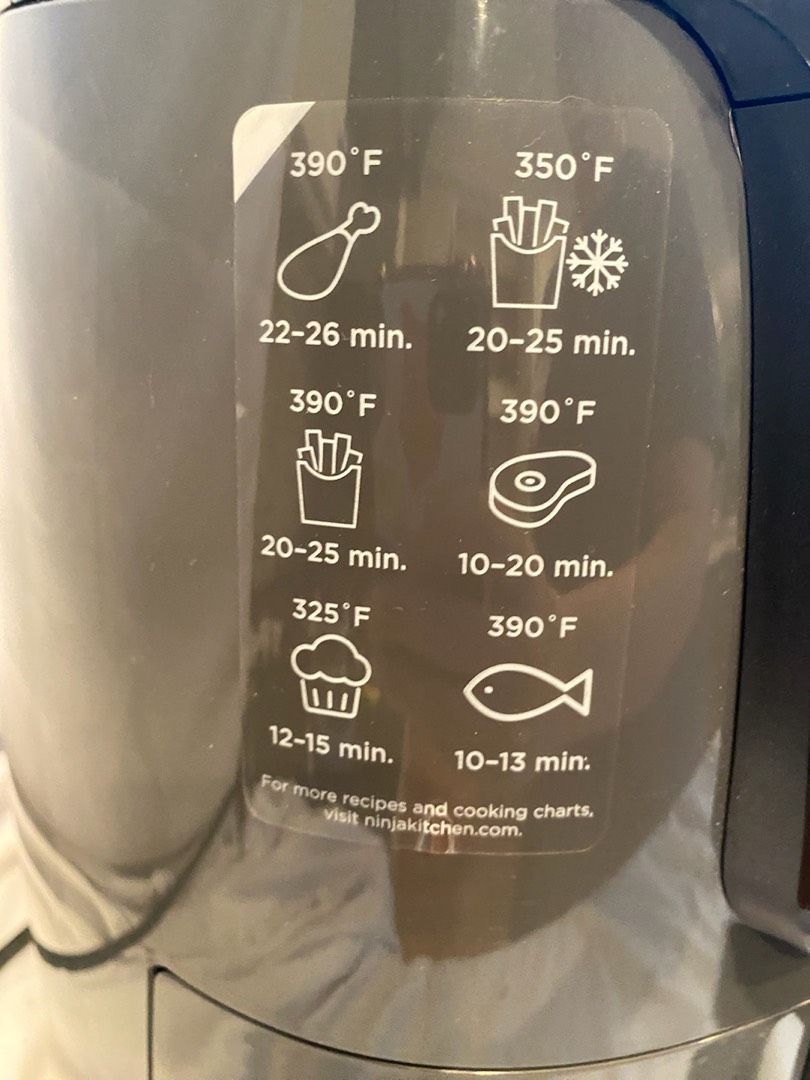 390°F
22-26 min.
350°F
20-25 min.
390°F
20-25 min.
390°F
10-20 min.
325°F
12-15 min.
390°F
10-13 min.
For more recipes and cooking charts,
visit ninjakitchen.com.